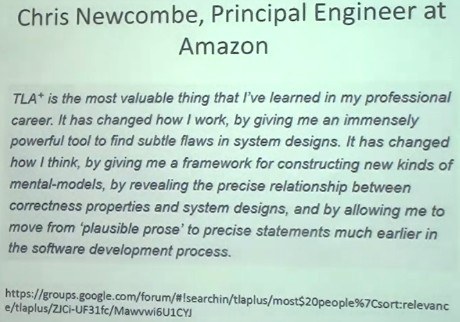 Chris Newcombe, Principal Engineer at
Amazon
TLA+ is the most valuable thing that I've learned in my professional
career. It has changed how I work, by giving me an immensely
powerful tool to find subtle flaws in system designs. It has changed
how I think, by giving me a framework for constructing new kinds of
mental-models, by revealing the precise relationship between
correctness properties and system designs, and by allowing me to
move from 'plausible prose' to precise statements much earlier in
the software development process.
https://groups.google.com/forum/#!searchin/tlaplus/most$20people%7Csort:relevanc
e/tlaplus/ZJCi-UF31fc/Mawvwi6U1CYJ